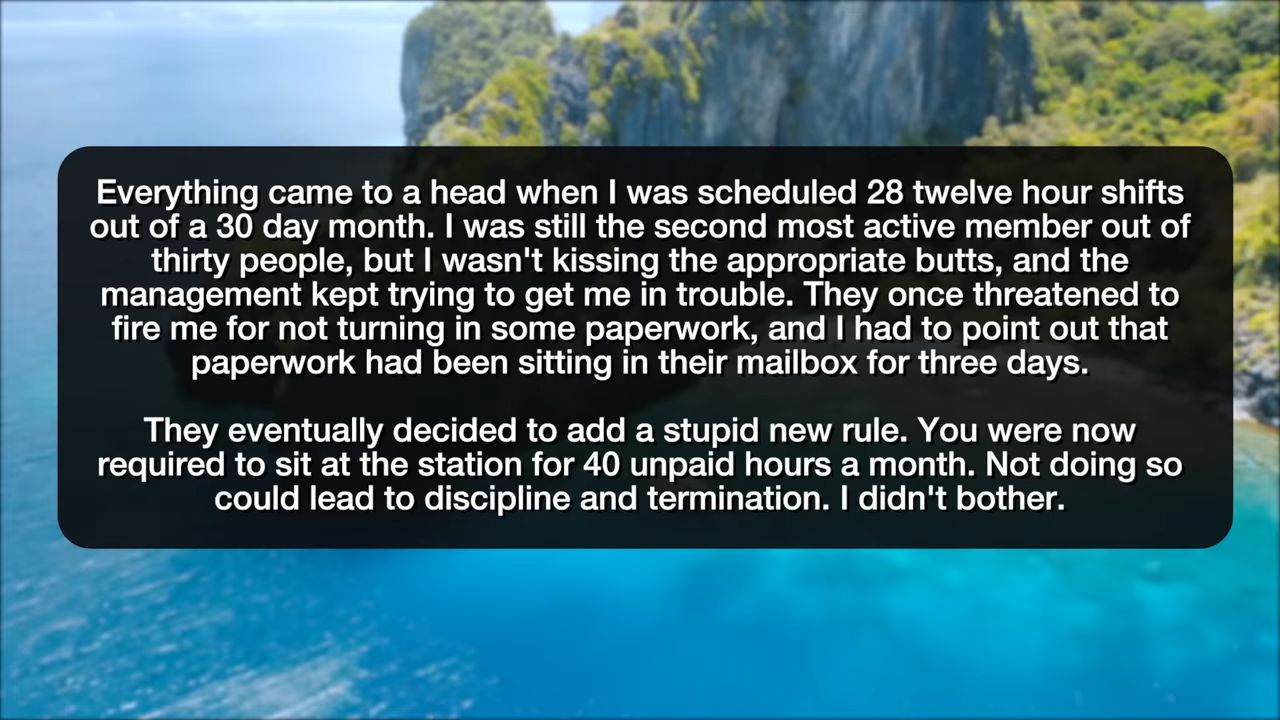 Everything came to a head when I was scheduled 28 twelve hour shifts
out of a 30 day month. I was still the second most active member out of
thirty people, but I wasn't kissing the appropriate butts, and the
management kept trying to get me in trouble. They once threatened to
fire me for not turning in some paperwork, and I had to point out that
paperwork had been sitting in their mailbox for three days.
They eventually decided to add a stupid new rule. You were now
required to sit at the station for 40 unpaid hours a month. Not doing so
could lead to discipline and termination. I didn't bother.